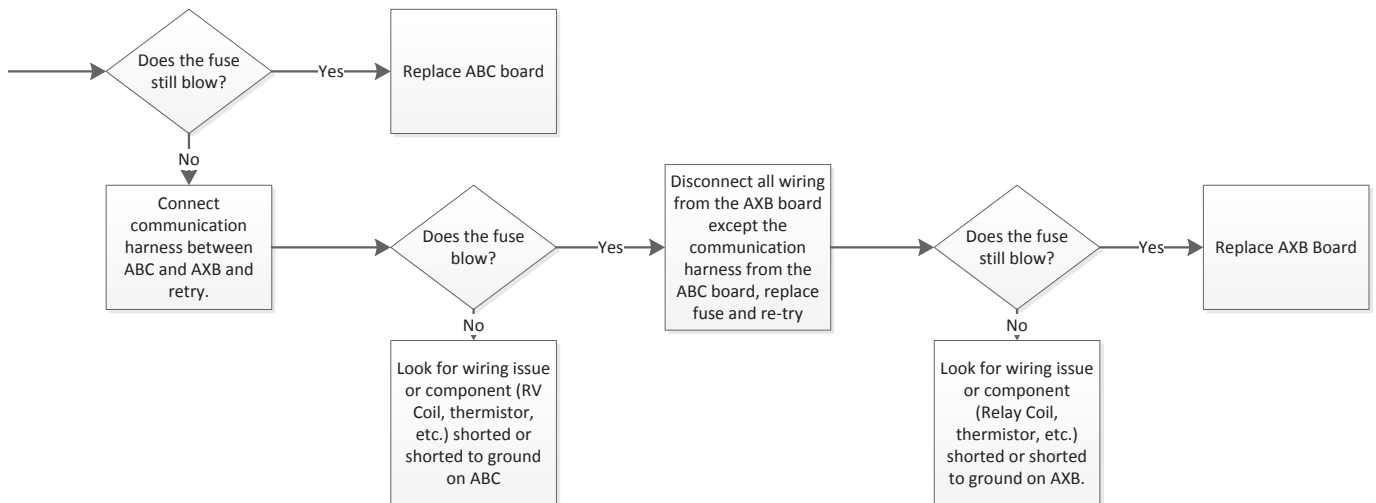 Does the fuse
still blow?
Yes
Replace ABC board
No
Connect
communication
harness between
ABC and AXB and
retry.
Does the fuse
blow?
Yes
Disconnect all wiring
from the AXB board
except the
communication
harness from the
ABC board, replace
fuse and re-try
Does the fuse
still blow?
Yes
Replace AXB Board
No
Look for wiring issue
or component (RV
Coil, thermistor,
etc.) shorted or
shorted to ground
on ABC
No
Look for wiring issue
or component
(Relay Coil,
thermistor, etc.)
shorted or shorted
to ground on AXB.